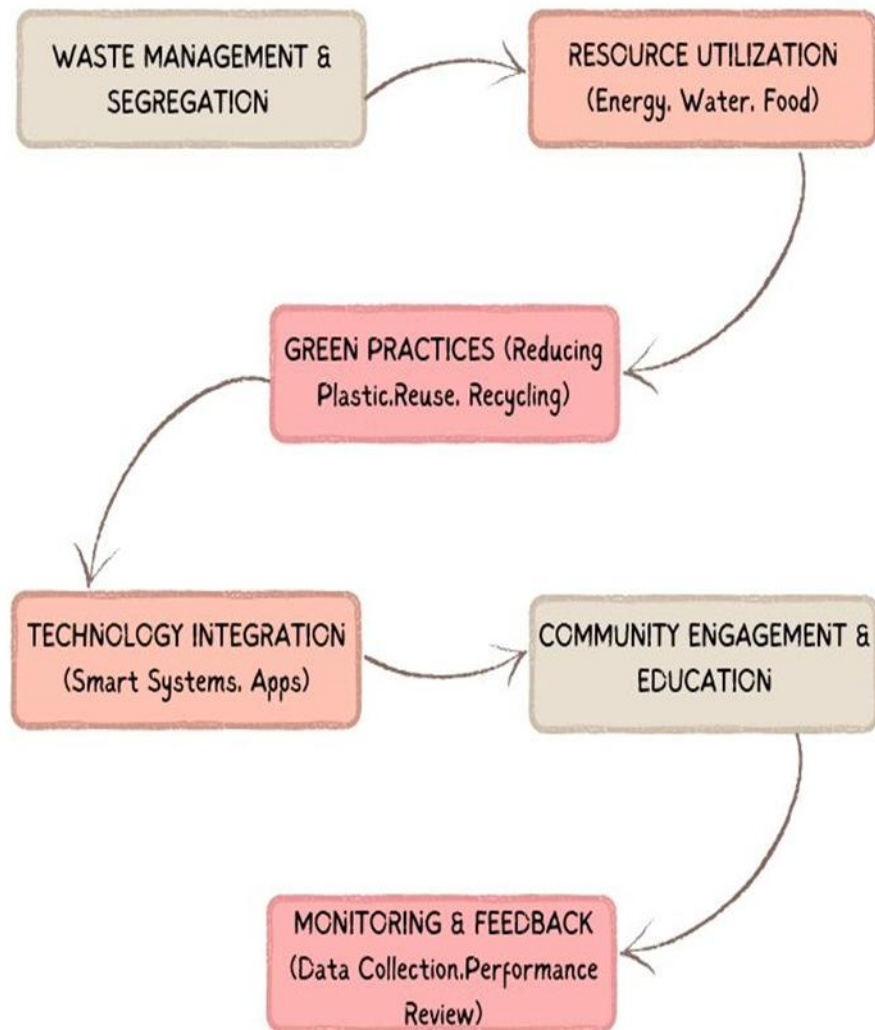 WASTE MANAGEMENT &
SEGREGATION
RESOURCE UTILIZATION
(Energy, Water, Food)
GREEN PRACTICES (Reducing
Plastic,Reuse, Recycling)
TECHNOLOGY INTEGRATION
(Smart Systems, Apps)
COMMUNITY ENGAGEMENT &
EDUCATION
MONITORING & FEEDBACK
(Data Collection,Performance
Review)